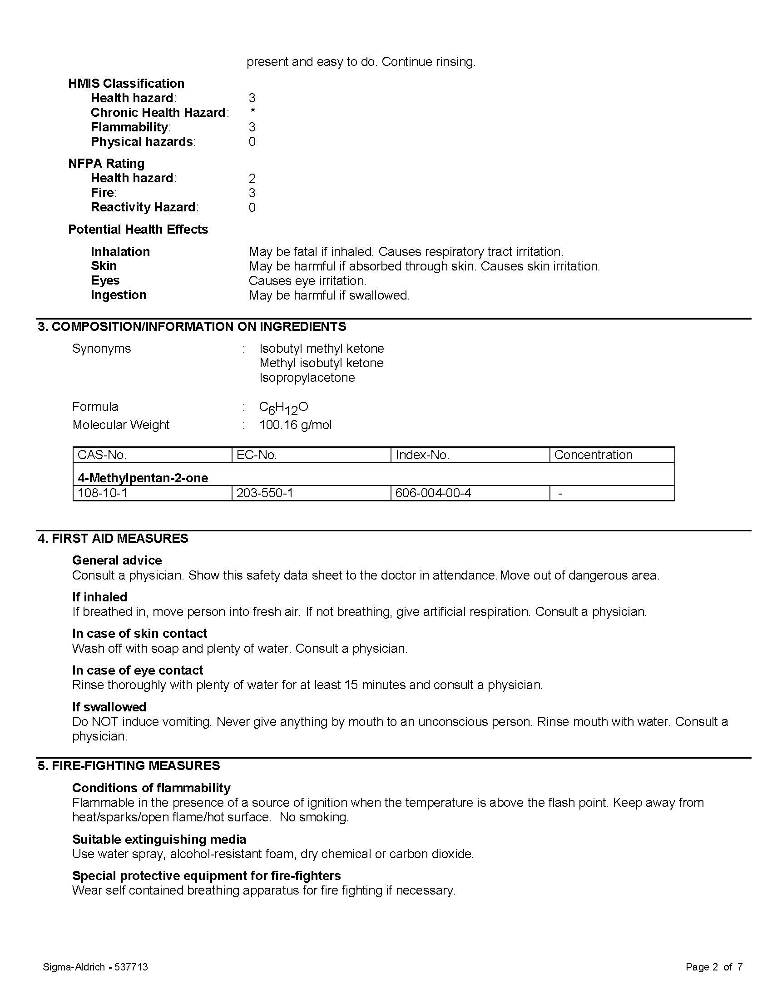 present and easy to do. Continue rinsing.
HMIS Classification
Health hazard: 3
Chronic Health Hazard: *
Flammability: 3
Physical hazards: 0
NFPA Rating
Health hazard: 2
Fire: 3
Reactivity Hazard: 0
Potential Health Effects
Inhalation May be fatal if inhaled. Causes respiratory tract irritation.
Skin May be harmful if absorbed through skin. Causes skin irritation.
Eyes Causes eye irritation.
Ingestion May be harmful if swallowed.
3. COMPOSITION/INFORMATION ON INGREDIENTS
Synonyms : Isobutyl methyl ketone
Methyl isobutyl ketone
Isopropylacetone
Formula : C6H12O
Molecular Weight : 100.16 g/mol
CAS-No. EC-No. Index-No. Concentration
4-Methylpentan-2-one
108-10-1 203-550-1 606-004-00-4 -
4. FIRST AID MEASURES
General advice
Consult a physician. Show this safety data sheet to the doctor in attendance. Move out of dangerous area.
If inhaled
If breathed in, move person into fresh air. If not breathing, give artificial respiration. Consult a physician.
In case of skin contact
Wash off with soap and plenty of water. Consult a physician.
In case of eye contact
Rinse thoroughly with plenty of water for at least 15 minutes and consult a physician.
If swallowed
Do NOT induce vomiting. Never give anything by mouth to an unconscious person. Rinse mouth with water. Consult a
physician.
5. FIRE-FIGHTING MEASURES
Conditions of flammability
Flammable in the presence of a source of ignition when the temperature is above the flash point. Keep away from
heat/sparks/open flame/hot surface. No smoking.
Suitable extinguishing media
Use water spray, alcohol-resistant foam, dry chemical or carbon dioxide.
Special protective equipment for fire-fighters
Wear self contained breathing apparatus for fire fighting if necessary.
Sigma-Aldrich - 537713 Page 2 of 7